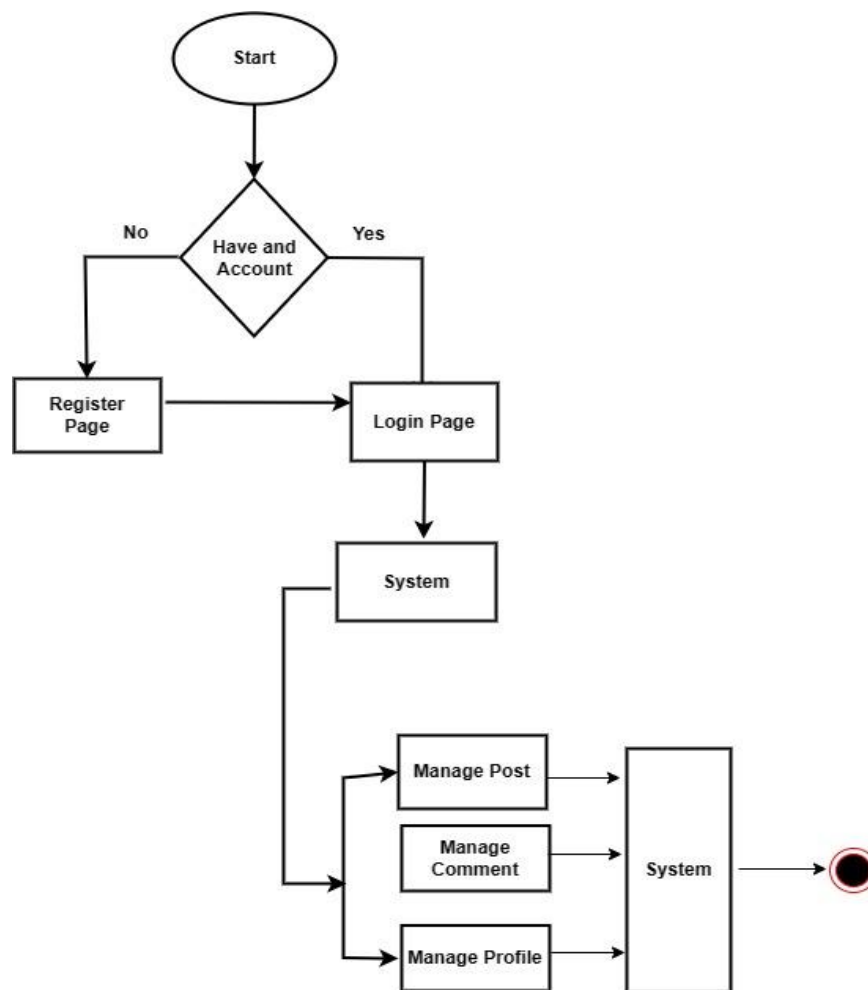 Start
No
Yes
Have and
Account
Register
Page
Login Page
System
Manage Post
Manage
Comment
System
Manage Profile